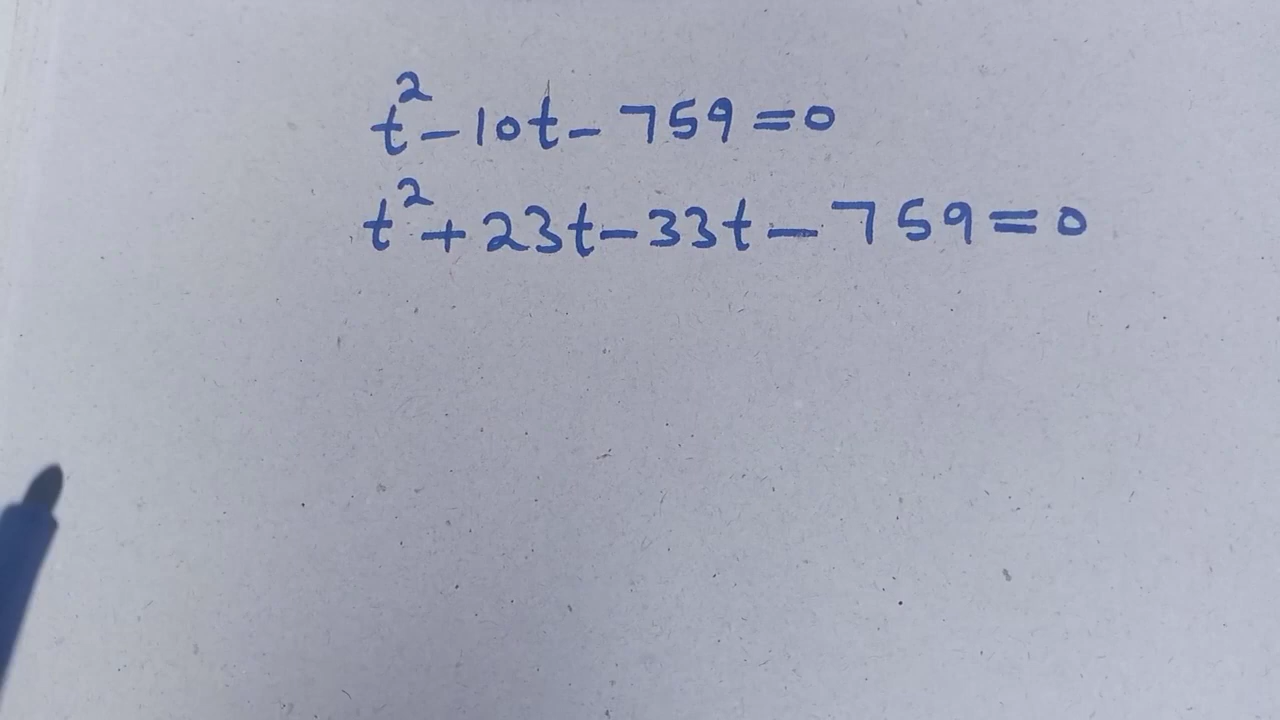 t² - 10t - 759 = 0
t² + 23t - 33t - 759 = 0